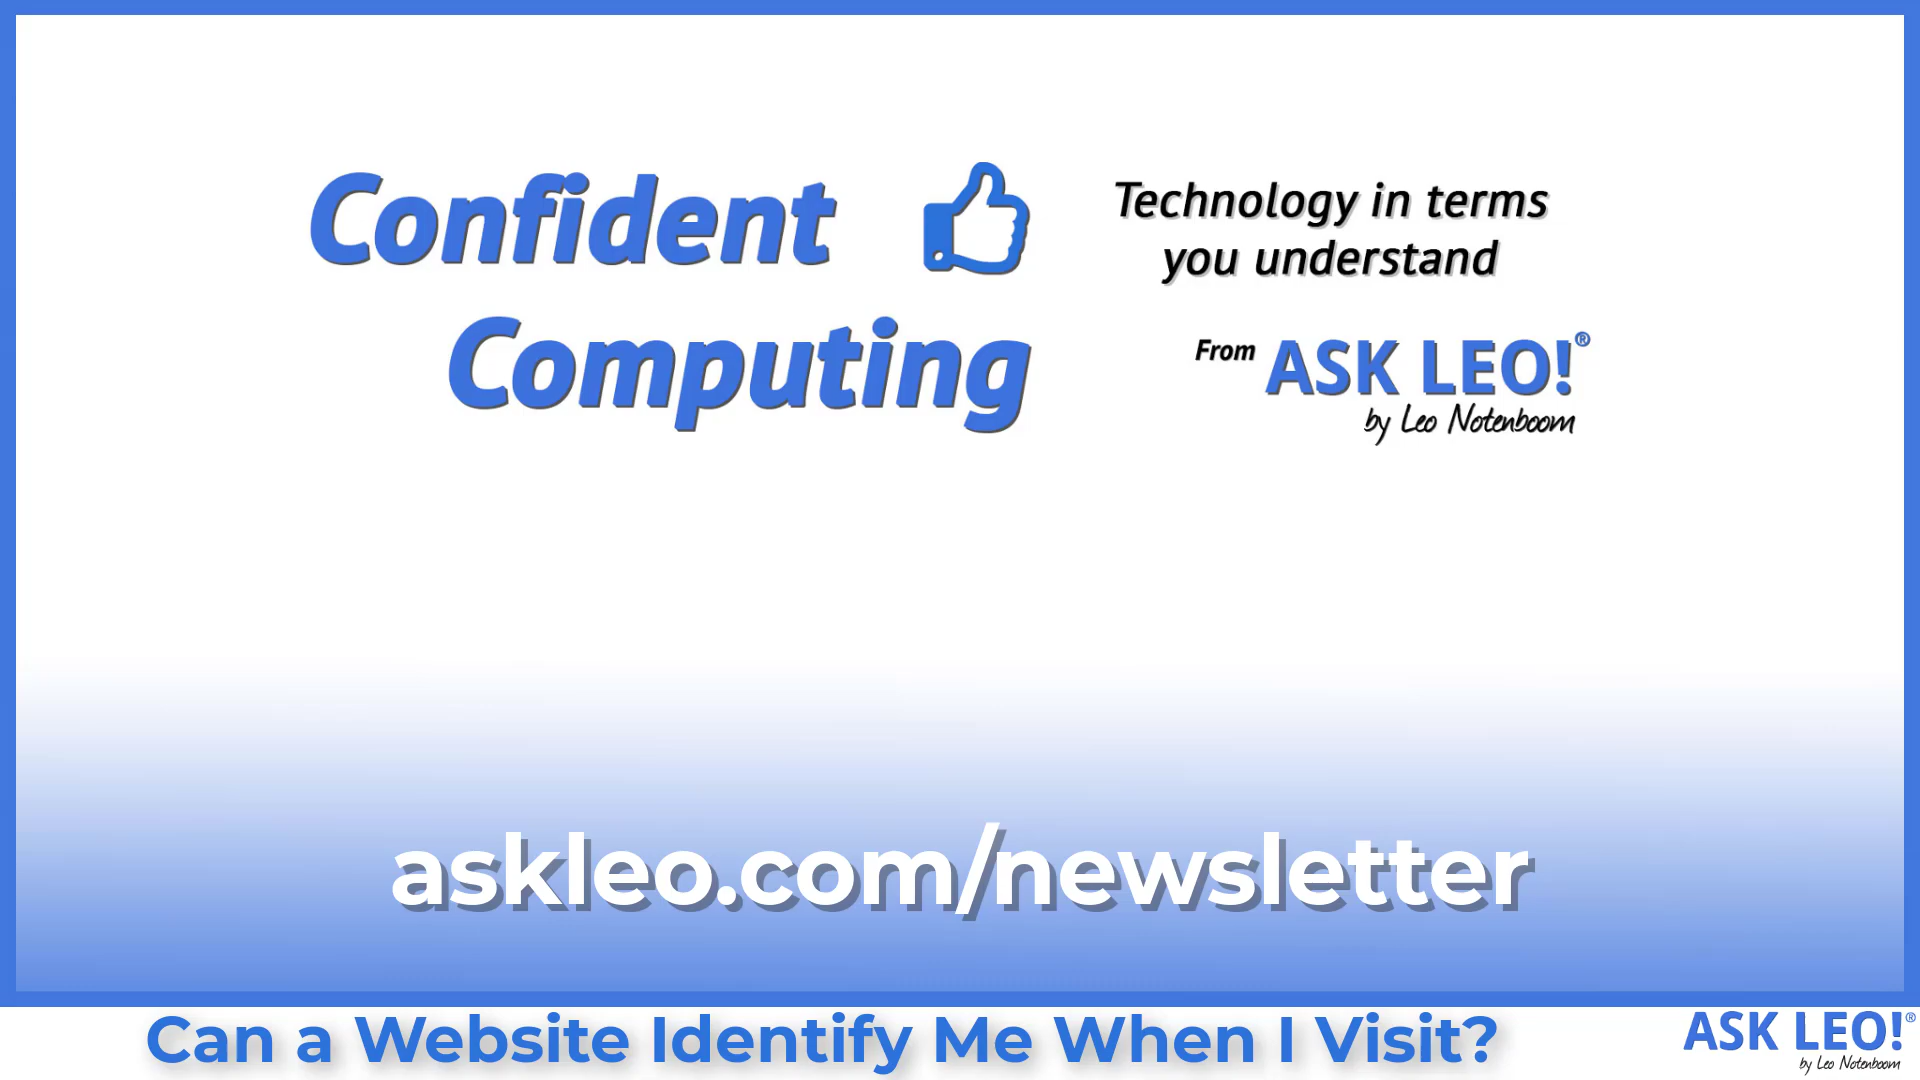 Confident
Computing
Technology in terms
you understand
From ASK LEO!®
by Leo Notenboom
askleo.com/newsletter
Can a Website Identify Me When I Visit?
ASK LEO!®
by Leo Notenboom